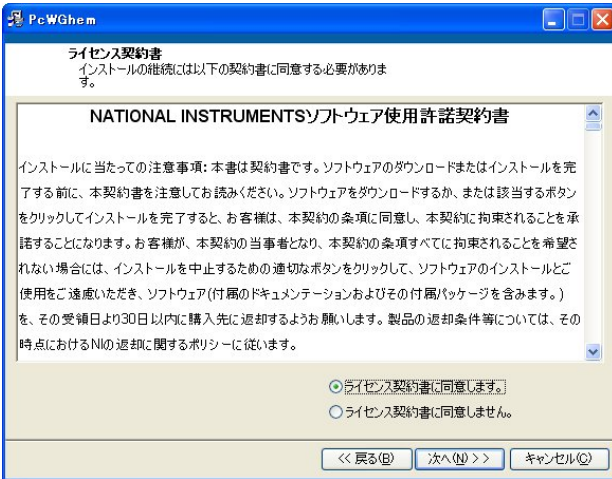 PcWGhem
ライセンス契約書
インストールの継続には以下の契約書に同意する必要がありま
す。
NATIONAL INSTRUMENTSソフトウェア使用許諾契約書
インストールに当たっての注意事項: 本書は契約書です。ソフトウェアのダウンロードまたはインストールを完
了する前に、本契約書を注意してお読みください。ソフトウェアをダウンロードするか、または該当するボタン
をクリックしてインストールを完了すると、お客様は、本契約の条項に同意し、本契約に拘束されることを承
諾することになります。お客様が、本契約の当事者となり、本契約の条項すべてに拘束されることを希望さ
れない場合には、インストールを中止するための適切なボタンをクリックして、ソフトウェアのインストールとご
使用をご遠慮いただき、ソフトウェア(付属のドキュメンテーションおよびその付属パッケージを含みます。)
を、その受領日より30日以内に購入先に返却するようお願いします。製品の返却条件等については、その
時点におけるNIの返却に関するポリシーに従います。
ライセンス契約書に同意します。
ライセンス契約書に同意しません。
<< 戻る(B) 次へ(N) >> キャンセル(C)